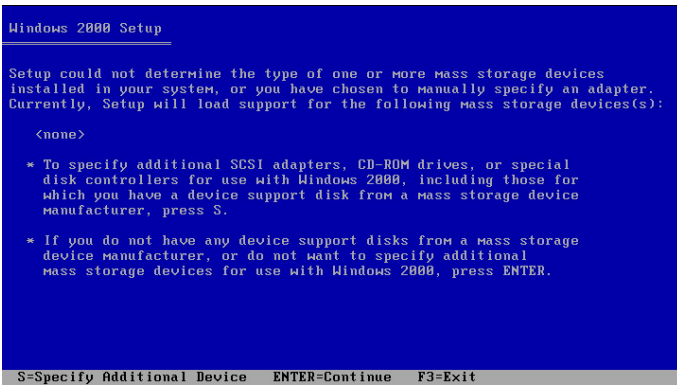 Windows 2000 Setup
Setup could not determine the type of one or more mass storage devices
installed in your system, or you have chosen to manually specify an adapter.
Currently, Setup will load support for the following mass storage devices(s):
<none>
* To specify additional SCSI adapters, CD-ROM drives, or special
disk controllers for use with Windows 2000, including those for
which you have a device support disk from a mass storage device
manufacturer, press S.
* If you do not have any device support disks from a mass storage
device manufacturer, or do not want to specify additional
mass storage devices for use with Windows 2000, press ENTER.
S=Specify Additional Device ENTER=Continue F3=Exit